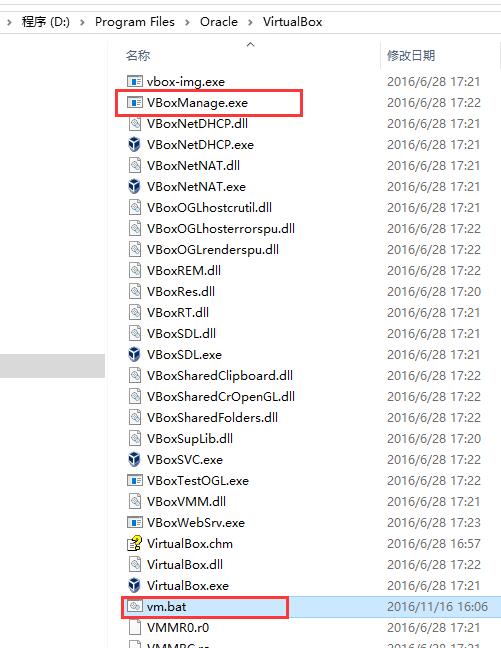 程序 (D:) > Program Files > Oracle > VirtualBox
名称 修改日期
vbox-img.exe 2016/6/28 17:21
VBoxManage.exe 2016/6/28 17:22
VBoxNetDHCP.dll 2016/6/28 17:21
VBoxNetDHCP.exe 2016/6/28 17:22
VBoxNetNAT.dll 2016/6/28 17:21
VBoxNetNAT.exe 2016/6/28 17:21
VBoxOGLhostcrutil.dll 2016/6/28 17:21
VBoxOGLhosterrorspu.dll 2016/6/28 17:22
VBoxOGLrenderspu.dll 2016/6/28 17:22
VBoxREM.dll 2016/6/28 17:22
VBoxRes.dll 2016/6/28 17:20
VBoxRT.dll 2016/6/28 17:21
VBoxSDL.dll 2016/6/28 17:21
VBoxSDL.exe 2016/6/28 17:21
VBoxSharedClipboard.dll 2016/6/28 17:22
VBoxSharedCrOpenGL.dll 2016/6/28 17:21
VBoxSharedFolders.dll 2016/6/28 17:22
VBoxSupLib.dll 2016/6/28 17:20
VBoxSVC.exe 2016/6/28 17:22
VBoxTestOGL.exe 2016/6/28 17:22
VBoxVMM.dll 2016/6/28 17:21
VBoxWebSrv.exe 2016/6/28 17:23
VirtualBox.chm 2016/6/28 16:57
VirtualBox.dll 2016/6/28 17:22
VirtualBox.exe 2016/6/28 17:21
vm.bat 2016/11/16 16:06
VMMR0.r0 2016/6/28 17:21